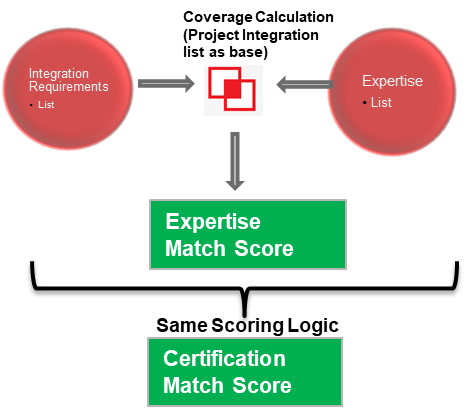 Coverage Calculation
(Project Integration
list as base)
Integration
Requirements
• List
Expertise
• List
Expertise
Match Score
Same Scoring Logic
Certification
Match Score